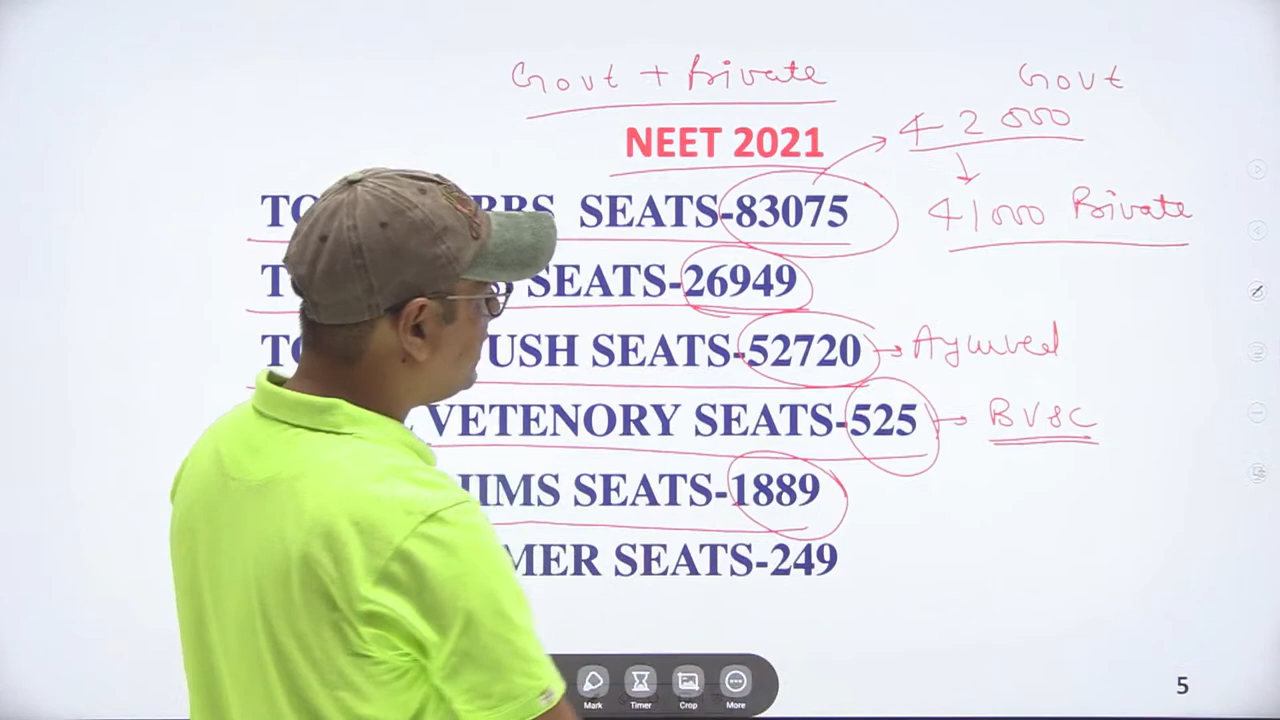 Govt + Private
Govt
NEET 2021
42000
TO BBS SEATS-83075
41000 Private
T S SEATS-26949
TO USH SEATS-52720 → Ayurved
VETENORY SEATS-525 → BVSC
IIMS SEATS-1889
MER SEATS-249
Mark Timer Crop More
5